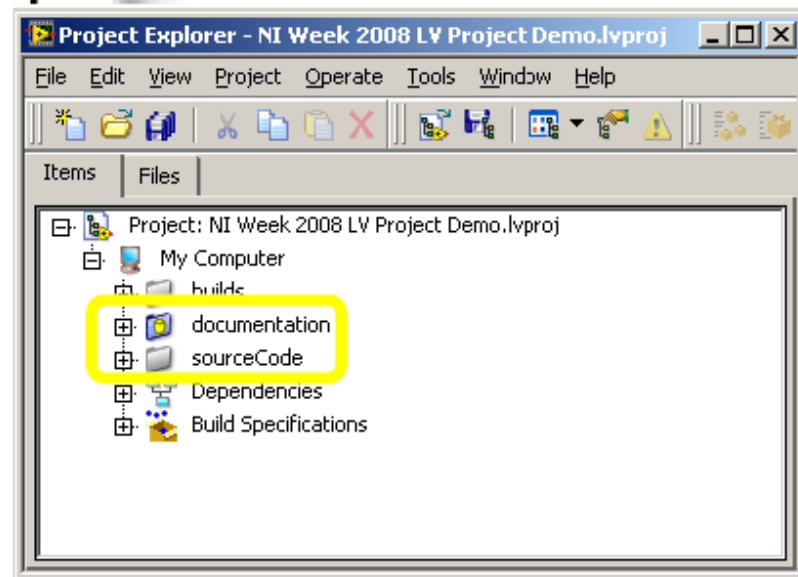 Project Explorer - NI Week 2008 LV Project Demo.lvproj
File Edit View Project Operate Tools Window Help
Items Files
Project: NI Week 2008 LV Project Demo.lvproj
My Computer
builds
documentation
sourceCode
Dependencies
Build Specifications